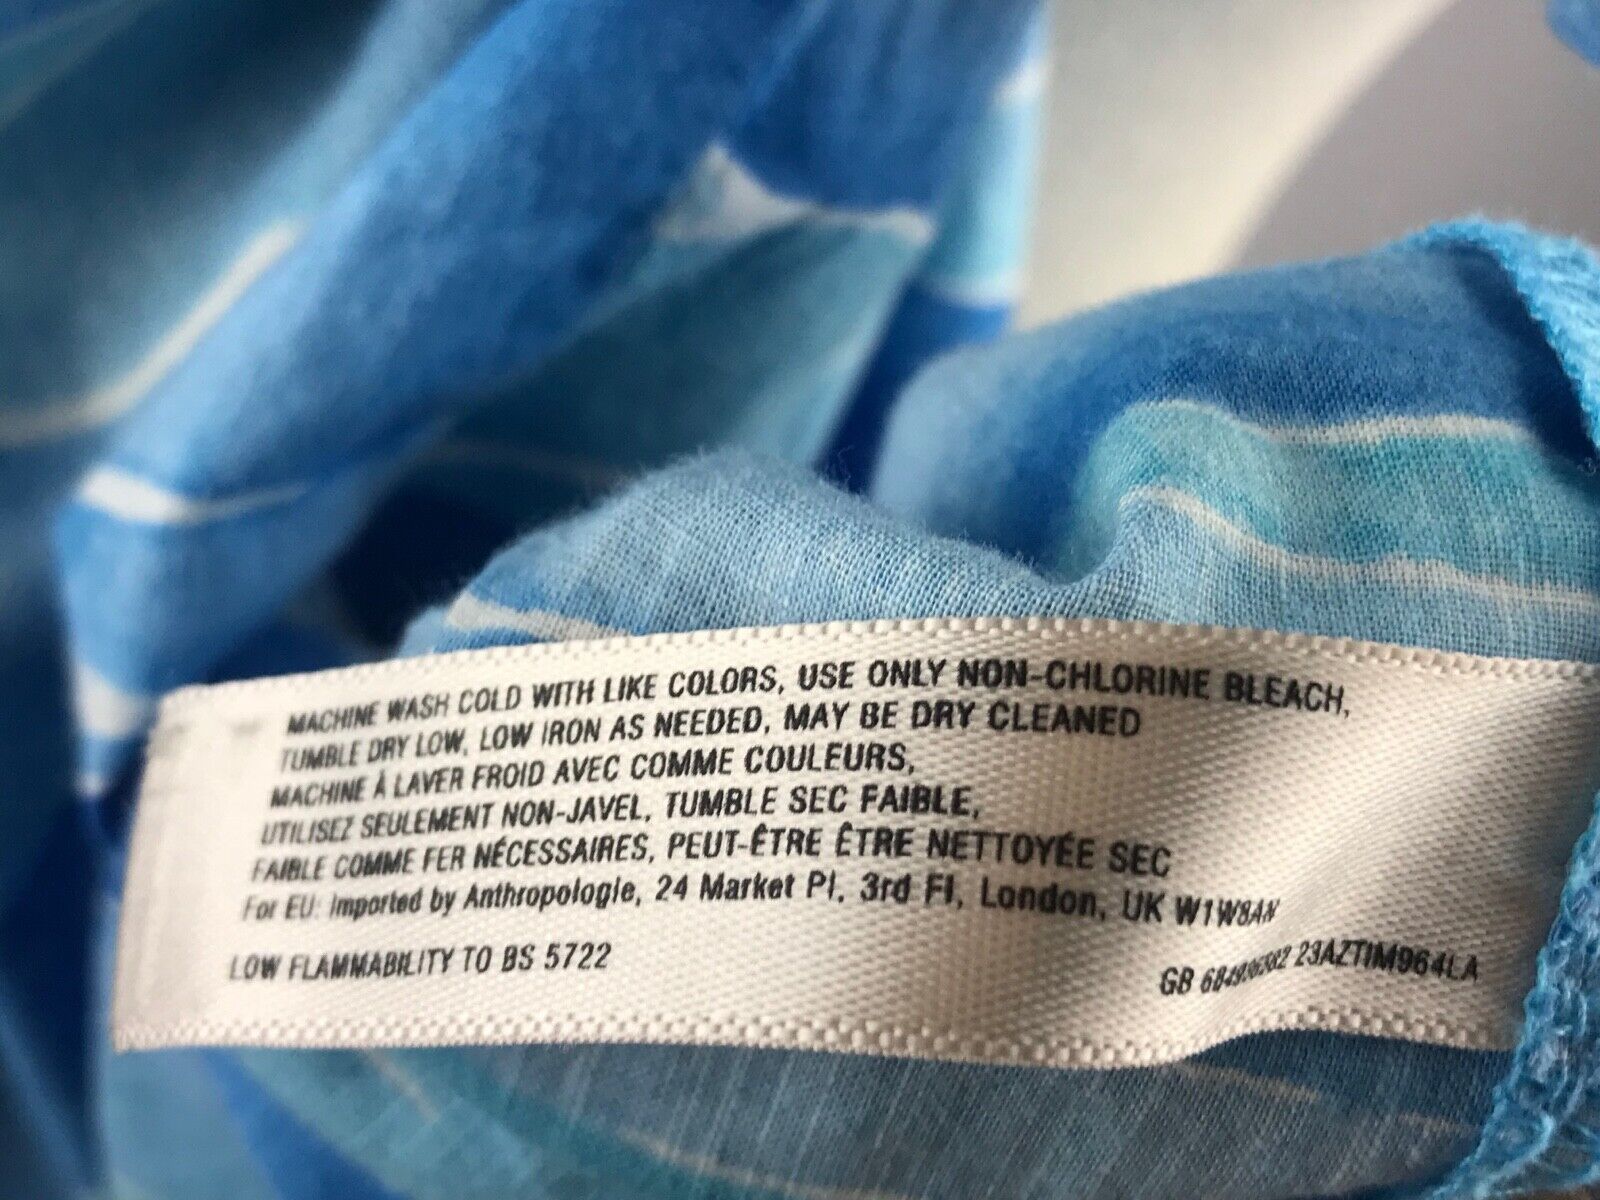 MACHINE WASH COLD WITH LIKE COLORS, USE ONLY NON-CHLORINE BLEACH,
TUMBLE DRY LOW, LOW IRON AS NEEDED, MAY BE DRY CLEANED
MACHINE À LAVER FROID AVEC COMME COULEURS,
UTILISEZ SEULEMENT NON-JAVEL, TUMBLE SEC FAIBLE,
FAIBLE COMME FER NÉCESSAIRES, PEUT-ÊTRE ÊTRE NETTOYÉE SEC
For EU: Imported by Anthropologie, 24 Market Pl, 3rd Fl, London, UK W1W8AN
LOW FLAMMABILITY TO BS 5722
GB 23AZTIM964LA